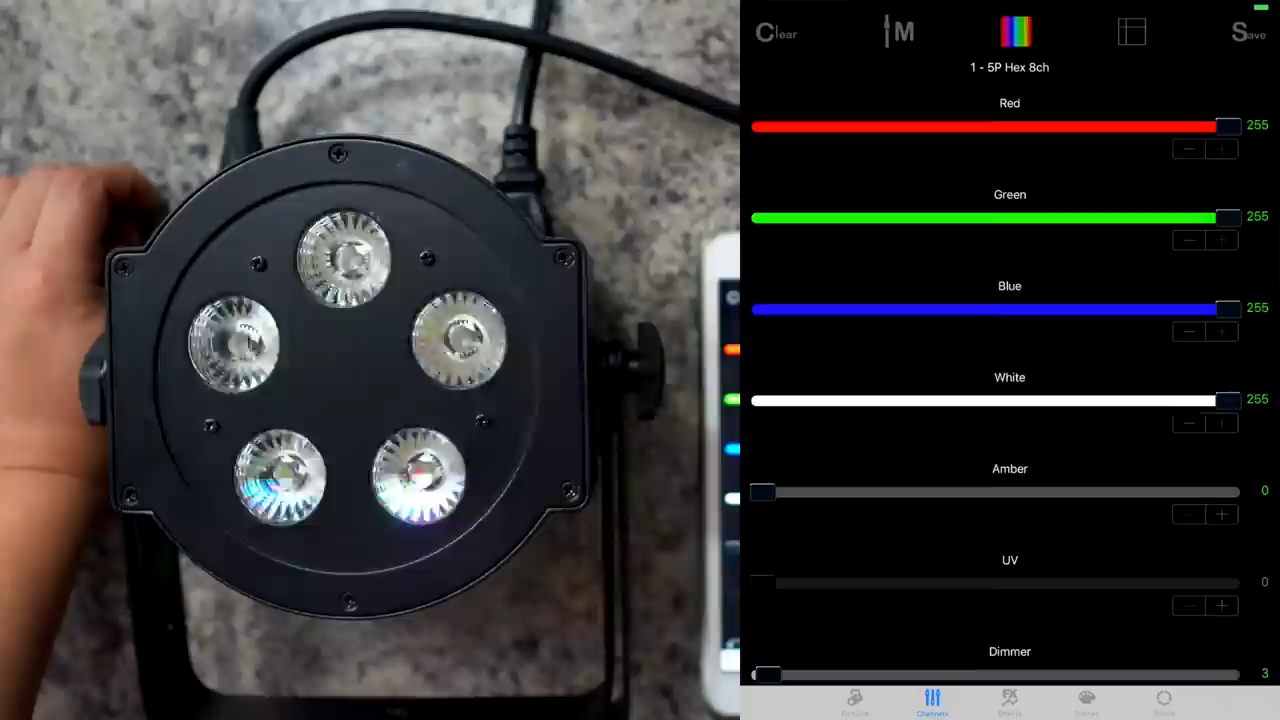 Clear
M
Save
1 - 5P Hex 8ch
Red
255
Green
255
Blue
255
White
255
Amber
0
UV
0
Dimmer
3
Channels
Effects